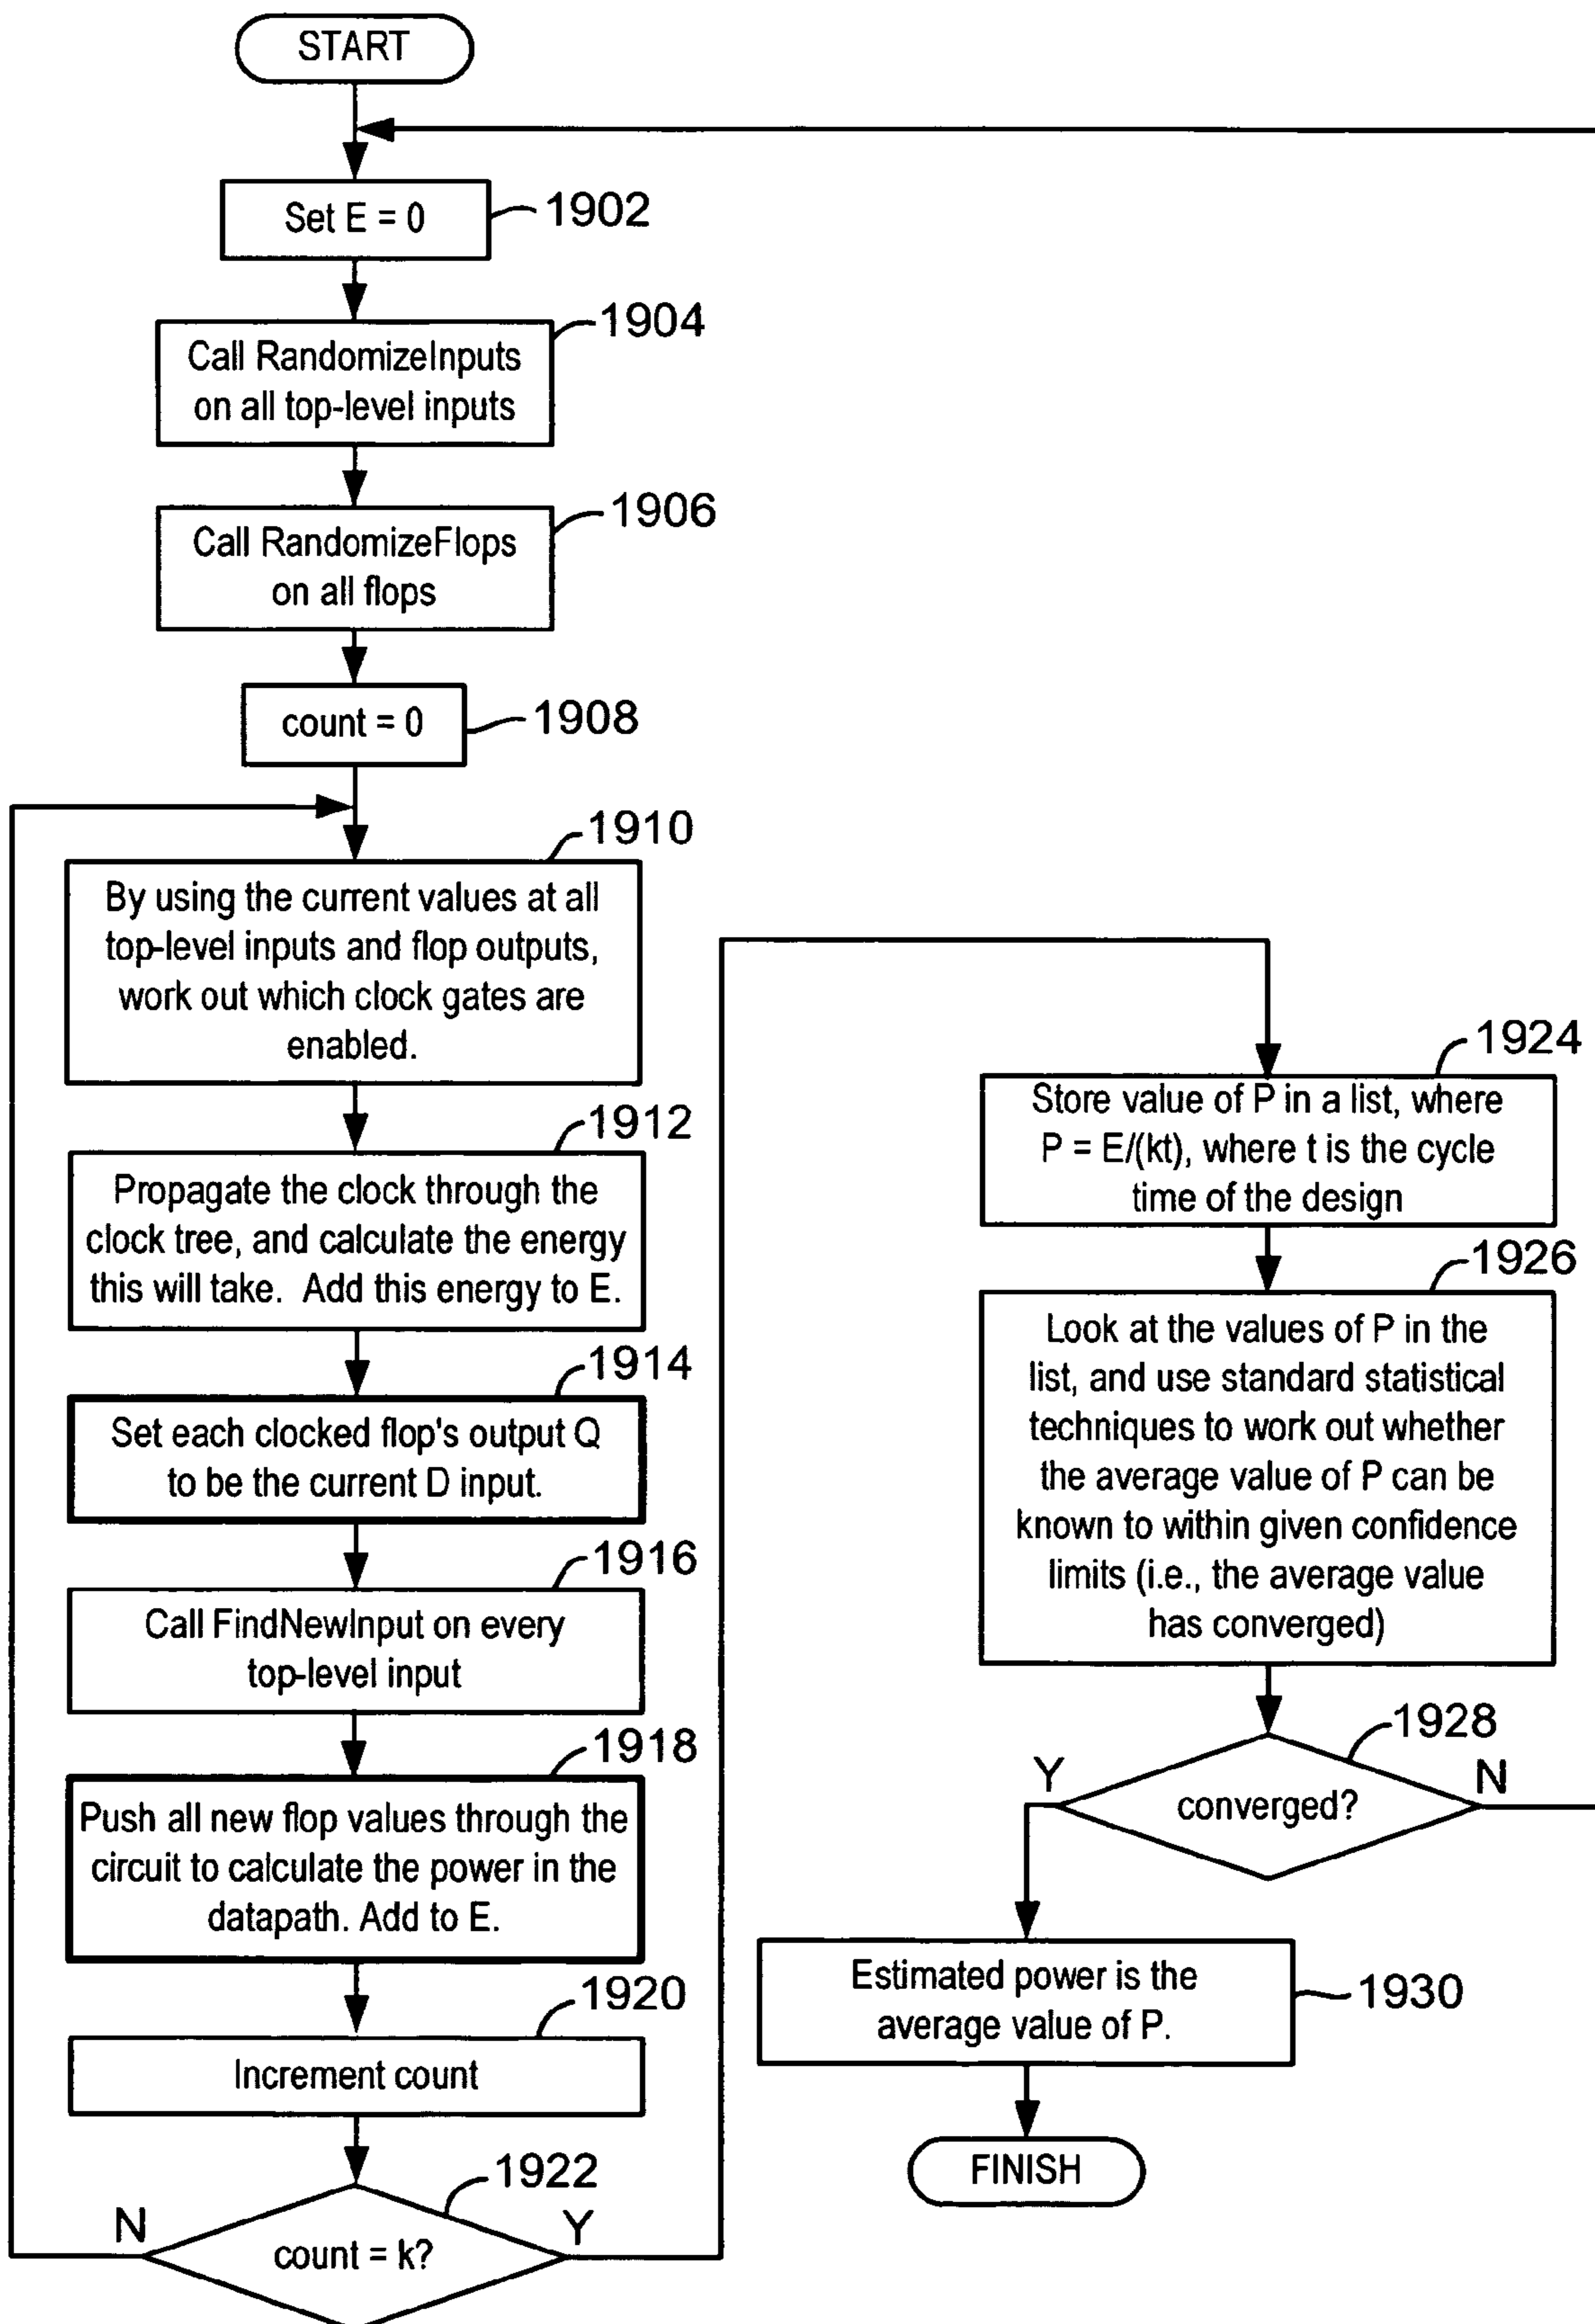 START
Set E = 0
1902
1904
Call RandomizeInputs
on all top-level inputs
1906
Call RandomizeFlops
on all flops
count = 0
1908
1910
By using the current values at all
top-level inputs and flop outputs,
work out which clock gates are
enabled.
1912
Propagate the clock through the
clock tree, and calculate the energy
this will take. Add this energy to E.
1914
Set each clocked flop's output Q
to be the current D input.
1916
Call FindNewInput on every
top-level input
1918
Push all new flop values through the
circuit to calculate the power in the
datapath. Add to E.
1920
Increment count
1922
N
Y
count = k?
1924
Store value of P in a list, where
P = E/(kt), where t is the cycle
time of the design
1926
Look at the values of P in the
list, and use standard statistical
techniques to work out whether
the average value of P can be
known to within given confidence
limits (i.e., the average value
has converged)
1928
Y
N
converged?
Estimated power is the
average value of P.
1930
FINISH